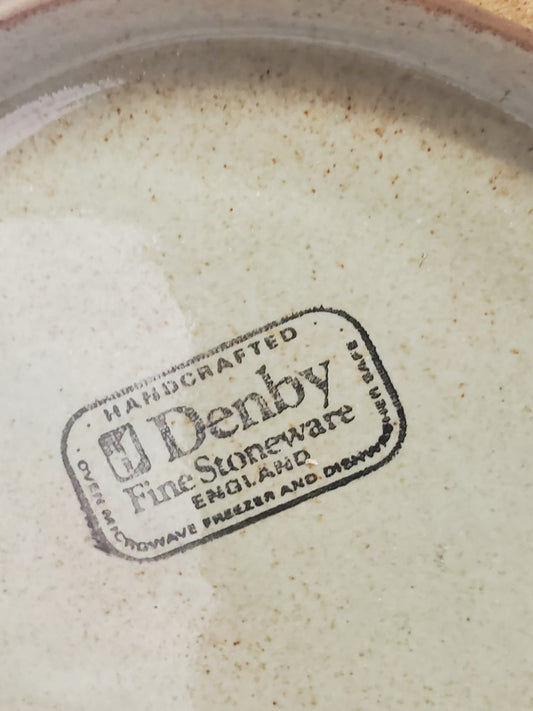 HANDCRAFTED
Denby
Fine Stoneware
ENGLAND
OVEN MICROWAVE FREEZER AND DISHWASHER SAFE